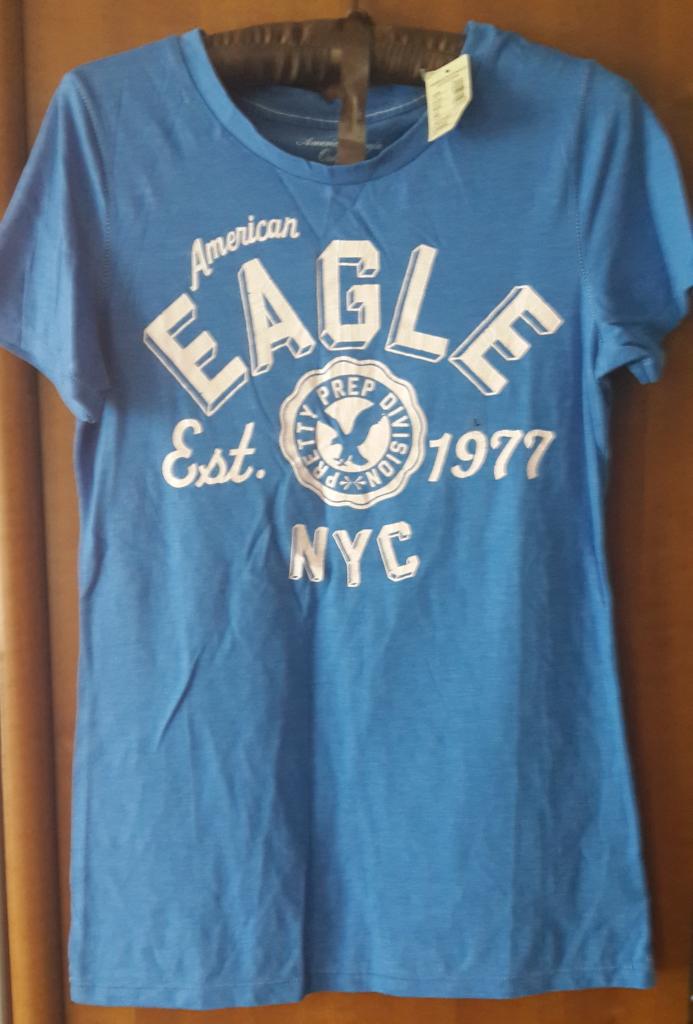 American
EAGLE
PRETTY PREP DIVISION
Est. 1977
NYC